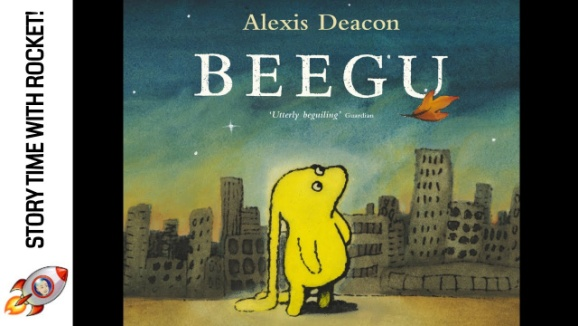 STORY TIME WITH ROCKET!
Alexis Deacon
BEEGU
'Utterly beguiling' Guardian